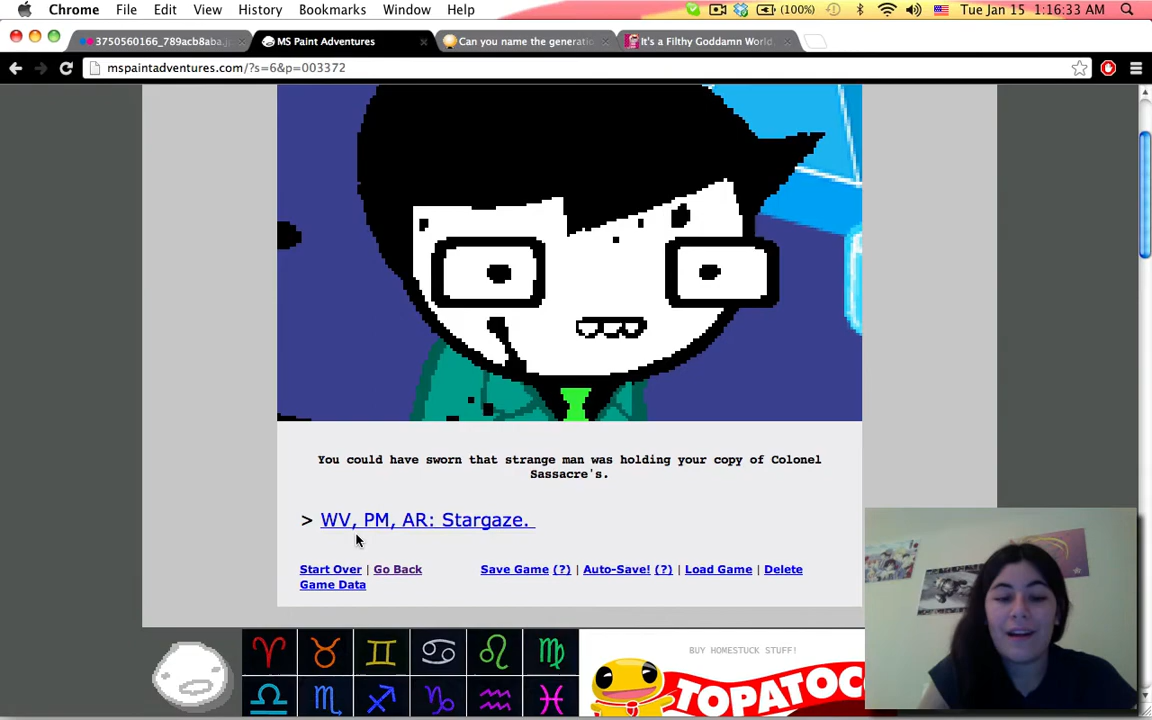 Chrome File Edit View History Bookmarks Window Help (100%) Tue Jan 15 1:16:33 AM
3750560166_789acb8aba.j MS Paint Adventures Can you name the generatio It's a Filthy Goddamn World
mspaintadventures.com/?s=6&p=003372
You could have sworn that strange man was holding your copy of Colonel
Sassacre's.
> WV, PM, AR: Stargaze.
Start Over | Go Back Save Game (?) | Auto-Save! (?) | Load Game | Delete
Game Data
BUY HOMESTUCK STUFF!
TOPATOCO